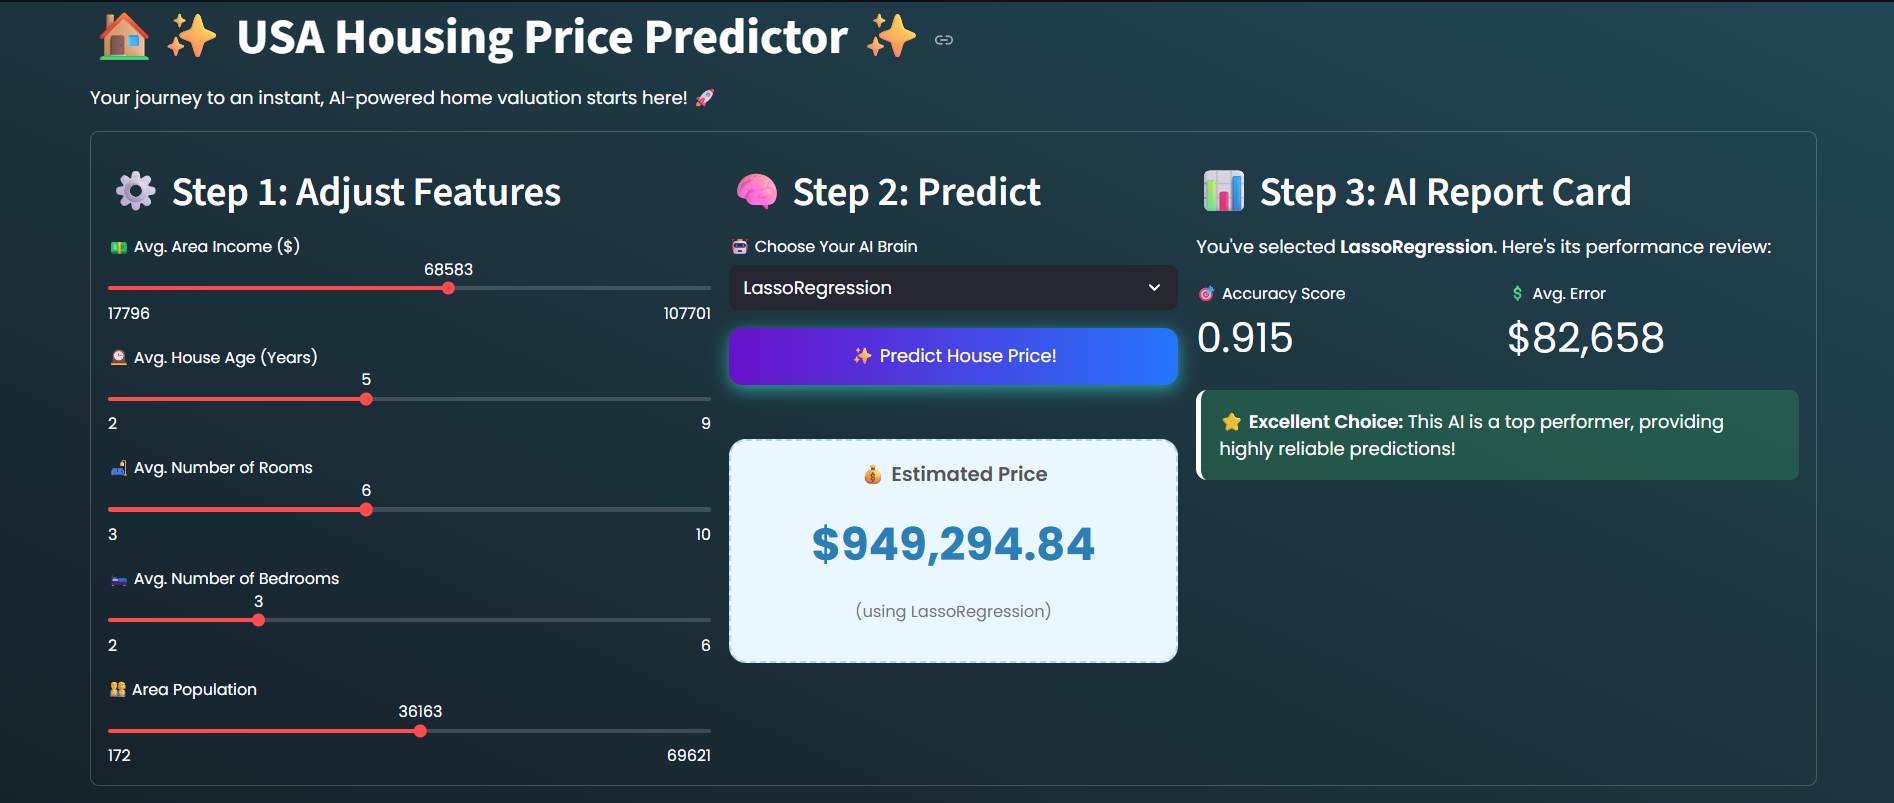 🏠 ✨ USA Housing Price Predictor ✨
Your journey to an instant, AI-powered home valuation starts here! 🚀
⚙️ Step 1: Adjust Features
💵 Avg. Area Income ($)
68583
17796 107701
🕰️ Avg. House Age (Years)
5
2 9
🛋️ Avg. Number of Rooms
6
3 10
🛏️ Avg. Number of Bedrooms
3
2 6
👨‍👩‍👧‍👦 Area Population
36163
172 69621
🧠 Step 2: Predict
🤖 Choose Your AI Brain
LassoRegression
✨ Predict House Price!
💰 Estimated Price
$949,294.84
(using LassoRegression)
📊 Step 3: AI Report Card
You've selected LassoRegression. Here's its performance review:
🎯 Accuracy Score 💲 Avg. Error
0.915 $82,658
⭐ Excellent Choice: This AI is a top performer, providing
highly reliable predictions!